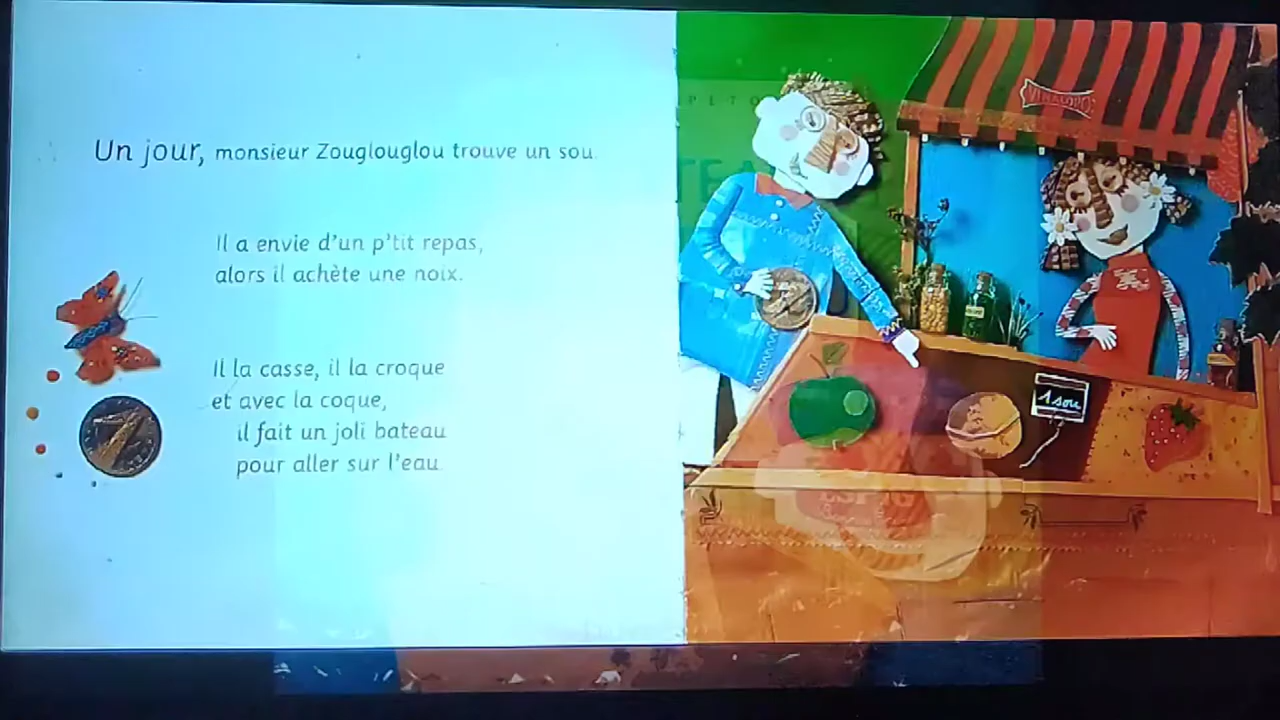 Un jour, monsieur Zouglouglou trouve un sou.
Il a envie d'un p'tit repas,
alors il achète une noix.
Il la casse, il la croque
et avec la coque,
il fait un joli bateau
pour aller sur l'eau.
VINALOPO
1 sou